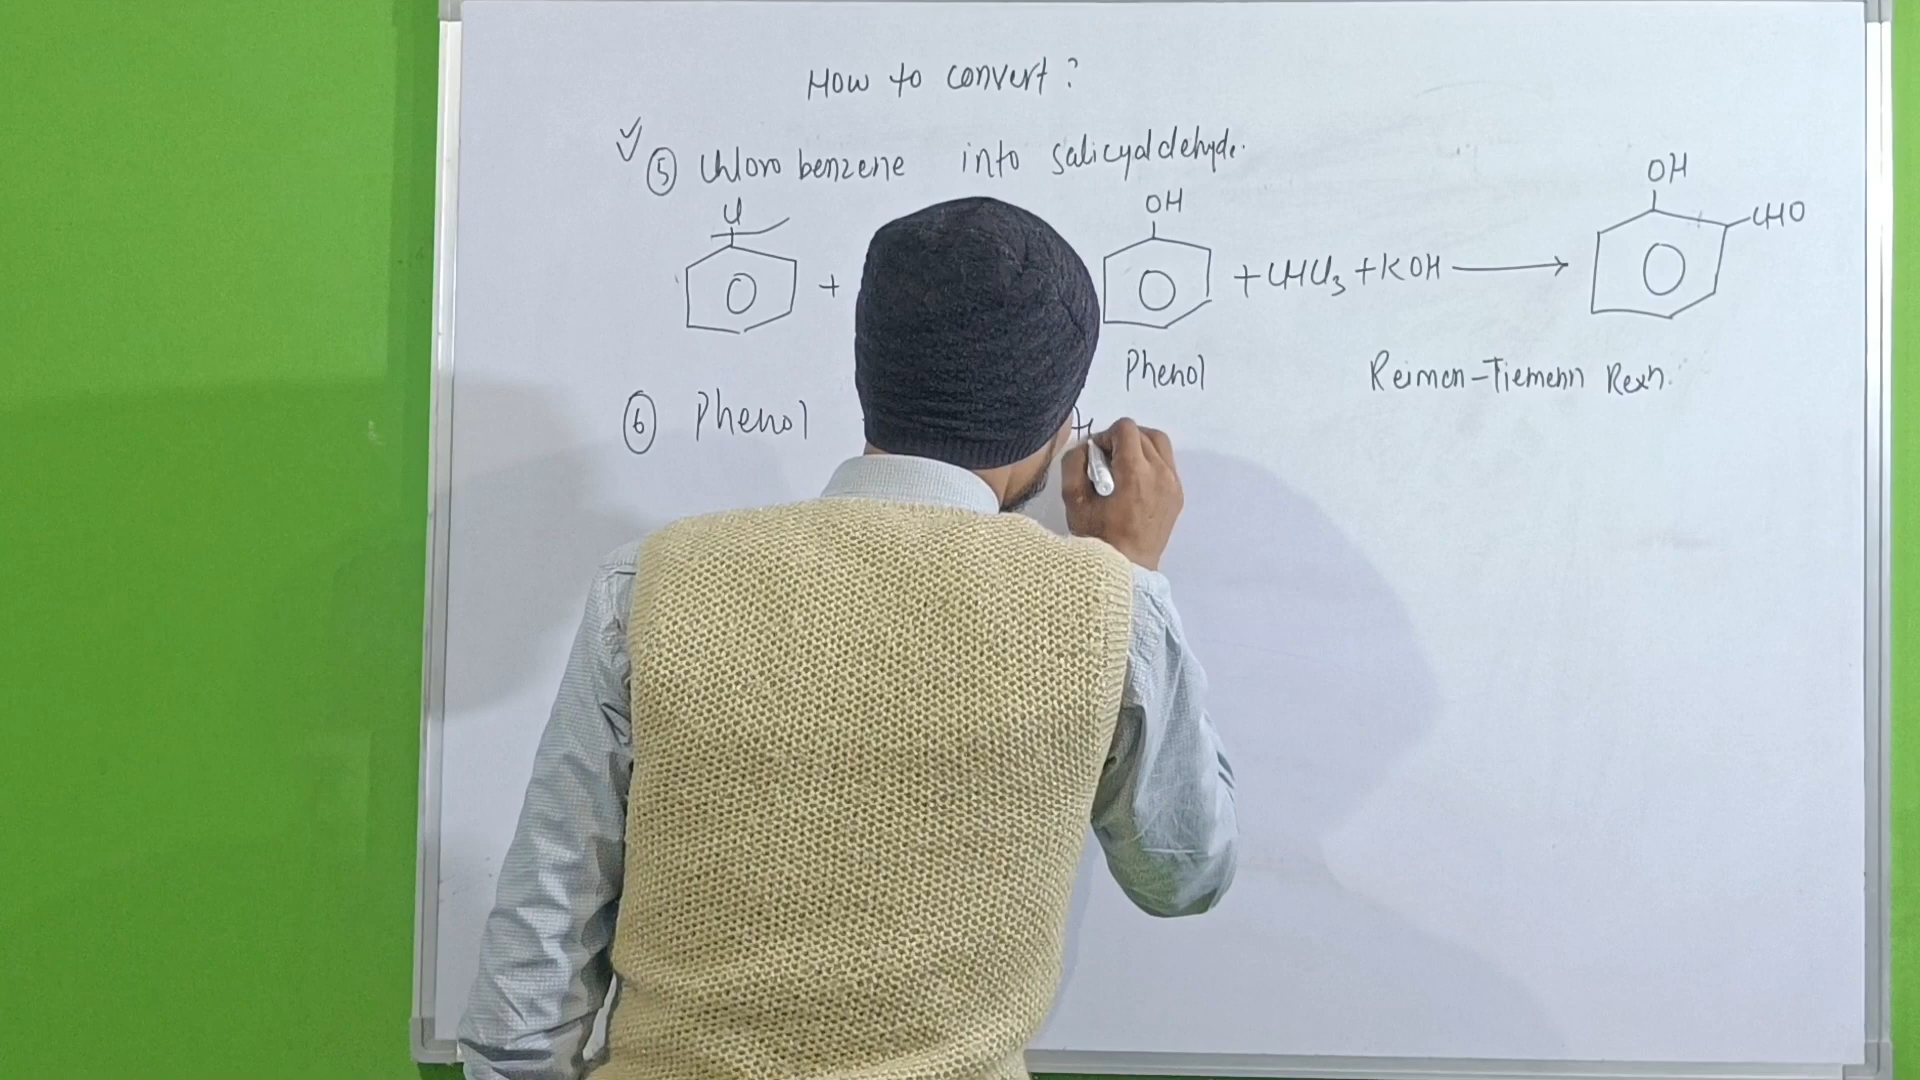 How to convert?
⑤ Chloro benzene into Salicyaldehyde.
Cl
OH
OH
CHO
+
+ CHCl₃ + KOH
Phenol
Reimen-Tiemenn Rexn.
⑥ Phenol